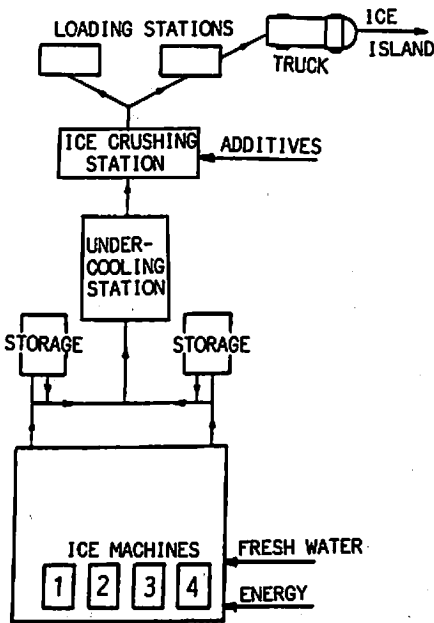 LOADING STATIONS
ICE
ISLAND
TRUCK
ICE CRUSHING
STATION
ADDITIVES
UNDER-
COOLING
STATION
STORAGE
STORAGE
ICE MACHINES
1 2 3 4
FRESH WATER
ENERGY